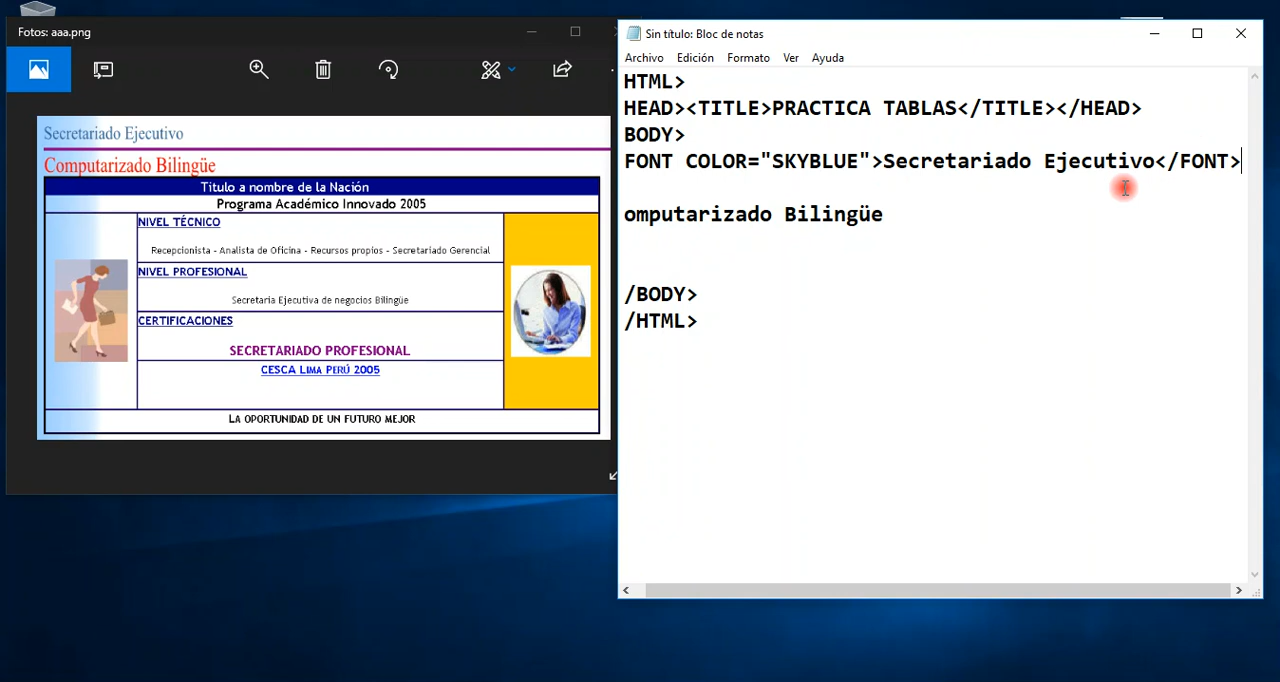 Fotos: aaa.png
Secretariado Ejecutivo
Computarizado Bilingüe
Titulo a nombre de la Nación
Programa Académico Innovado 2005
NIVEL TÉCNICO
Recepcionista - Analista de Oficina - Recursos propios - Secretariado Gerencial
NIVEL PROFESIONAL
Secretaria Ejecutiva de negocios Bilingüe
CERTIFICACIONES
SECRETARIADO PROFESIONAL
CESCA LIMA PERÚ 2005
LA OPORTUNIDAD DE UN FUTURO MEJOR
Sin título: Bloc de notas
Archivo Edición Formato Ver Ayuda
HTML>
HEAD><TITLE>PRACTICA TABLAS</TITLE></HEAD>
BODY>
FONT COLOR="SKYBLUE">Secretariado Ejecutivo</FONT>
omputarizado Bilingüe
/BODY>
/HTML>